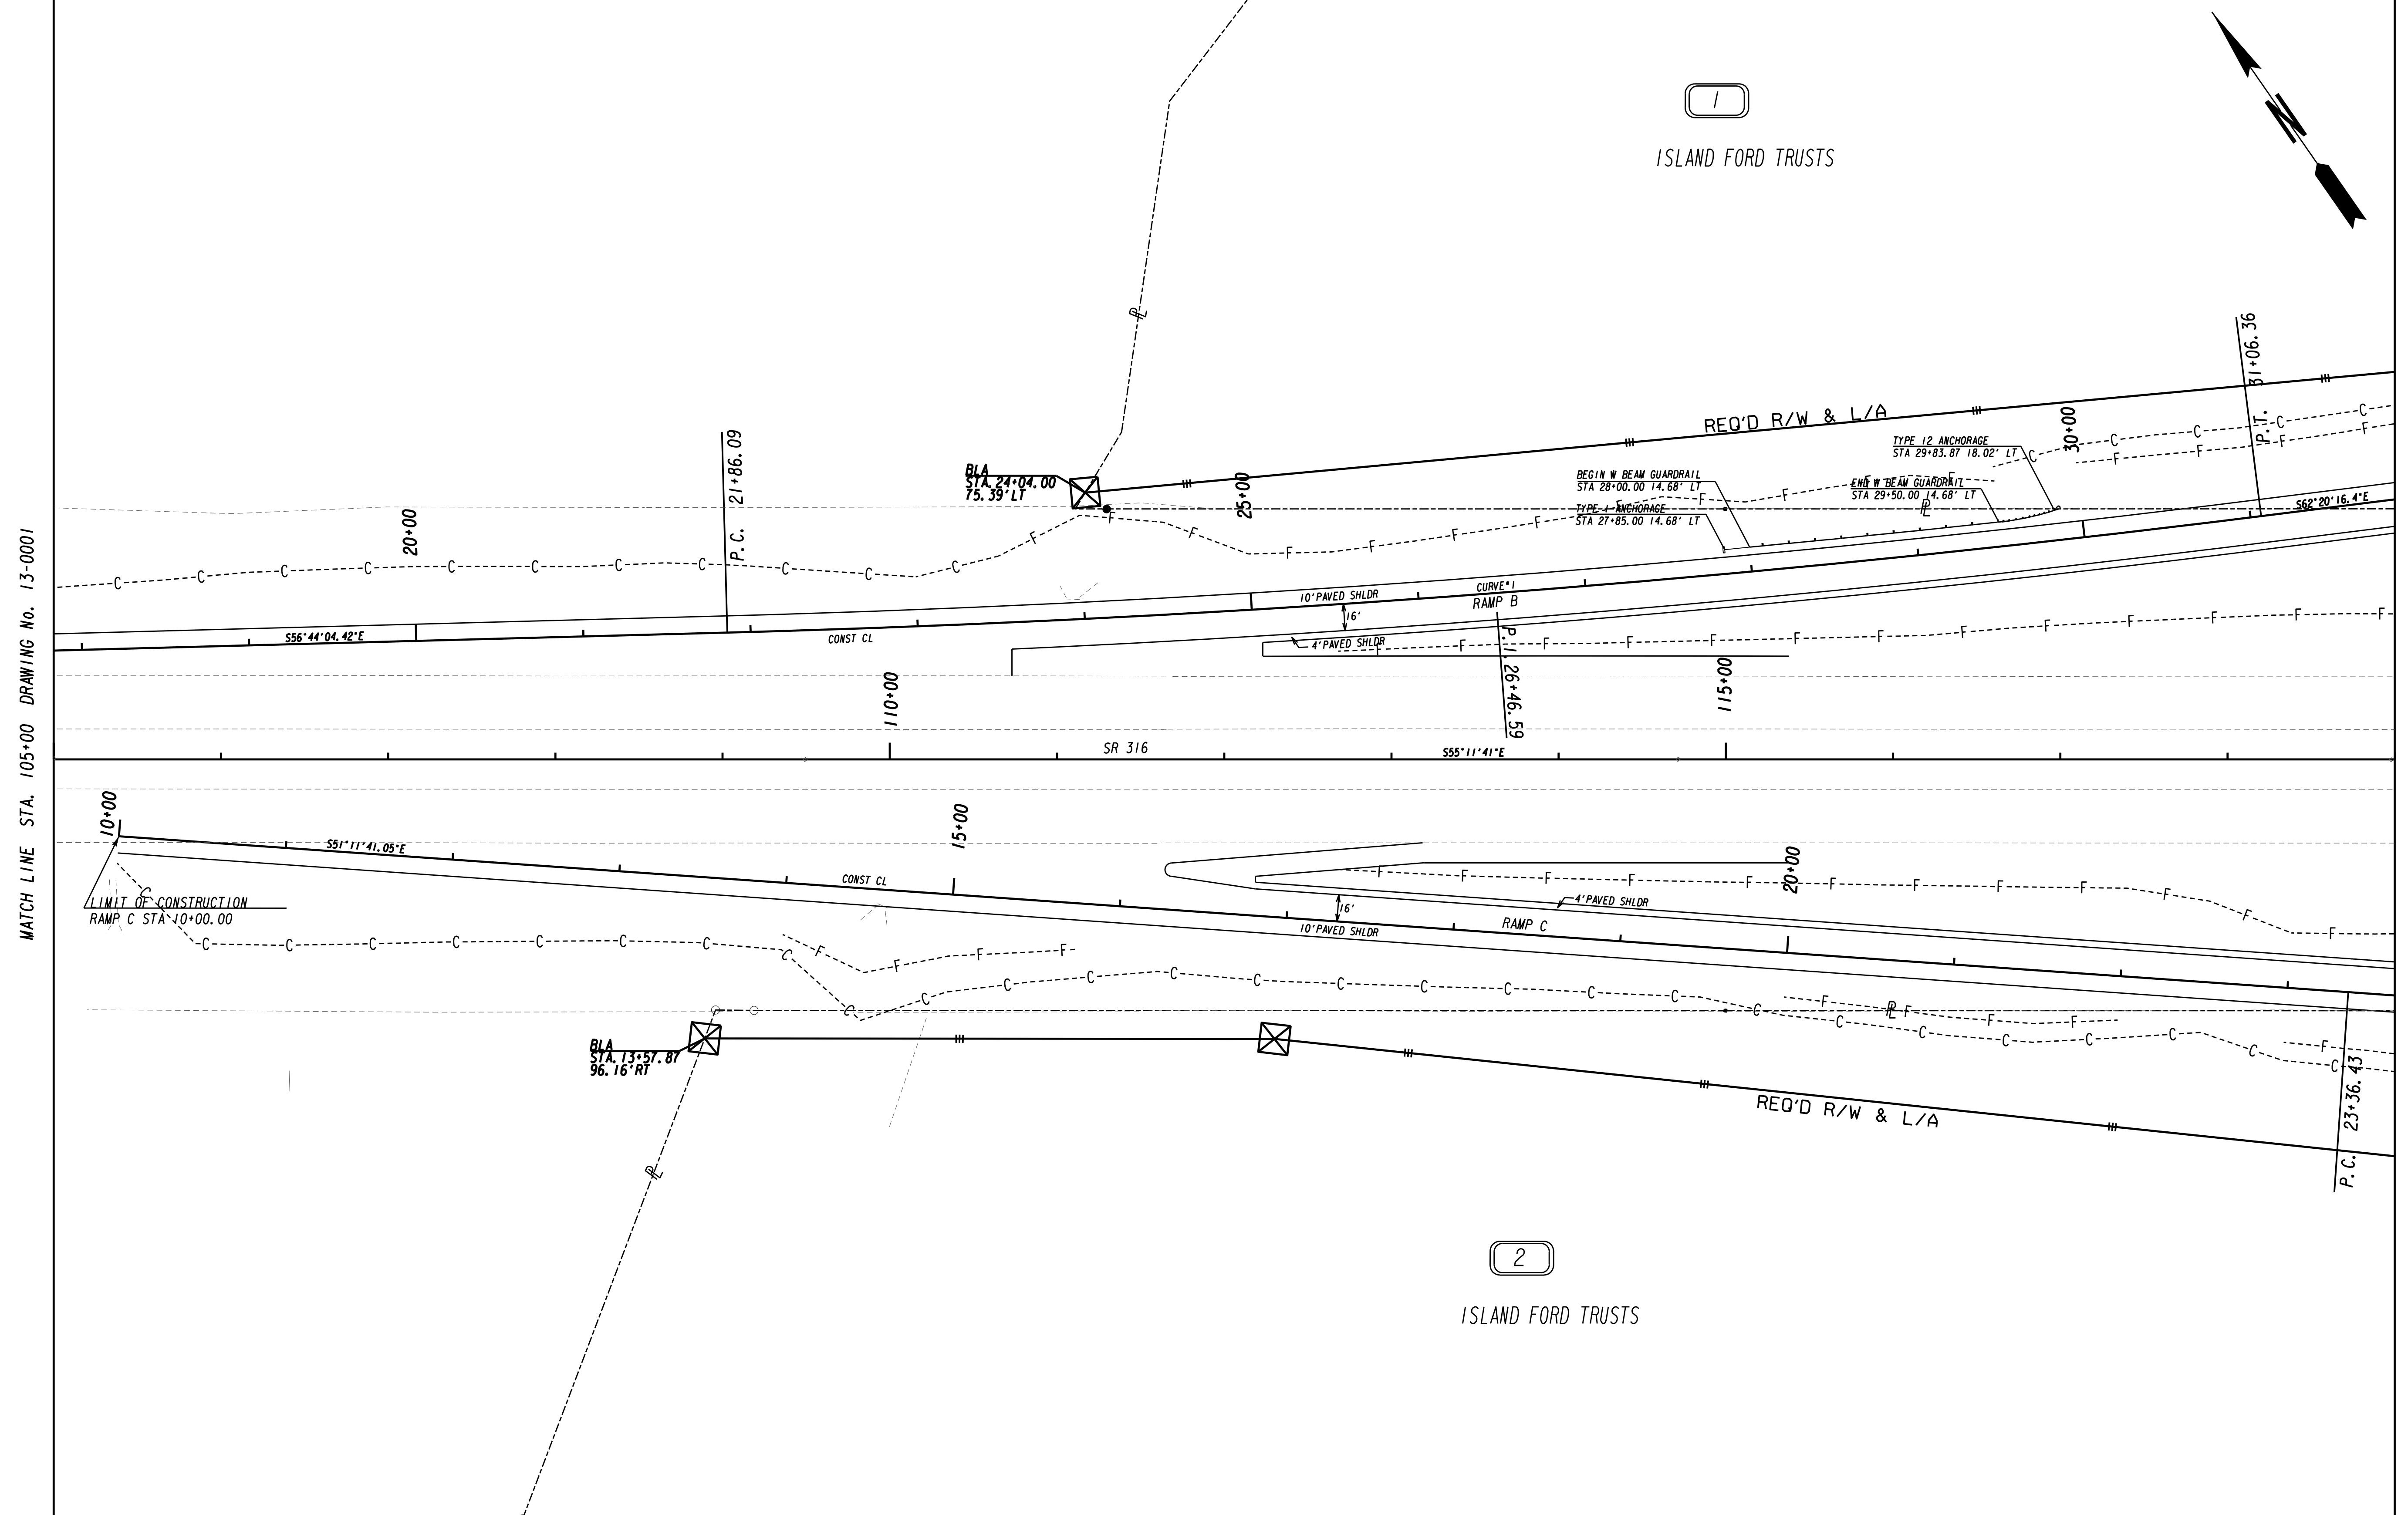 MATCH LINE STA. 105+00 DRAWING No. 13-0001
N
1
ISLAND FORD TRUSTS
PL
31+06.36
P.T.
REQ'D R/W & L/A
21+86.09
P.C.
BLA
STA. 24+04.00
75.39' LT
20+00
25+00
30+00
TYPE 12 ANCHORAGE
STA 29+83.87 18.02' LT
BEGIN W BEAM GUARDRAIL
STA 28+00.00 14.68' LT
END W BEAM GUARDRAIL
STA 29+50.00 14.68' LT
TYPE 1 ANCHORAGE
STA 27+85.00 14.68' LT
PL
S62°20'16.4"E
S56°44'04.42"E
CONST CL
10' PAVED SHLDR
CURVE#1
RAMP B
16'
4' PAVED SHLDR
P.I. 26+46.59
110+00
115+00
SR 316
S55°11'41"E
10+00
S51°11'41.05"E
15+00
20+00
CONST CL
LIMIT OF CONSTRUCTION
RAMP C STA 10+00.00
16'
4' PAVED SHLDR
RAMP C
10' PAVED SHLDR
PL
BLA
STA. 13+57.87
96.16' RT
REQ'D R/W & L/A
P.C. 23+36.43
PL
2
ISLAND FORD TRUSTS
C C C C C C C C C C C
F F F F F F F F F F F